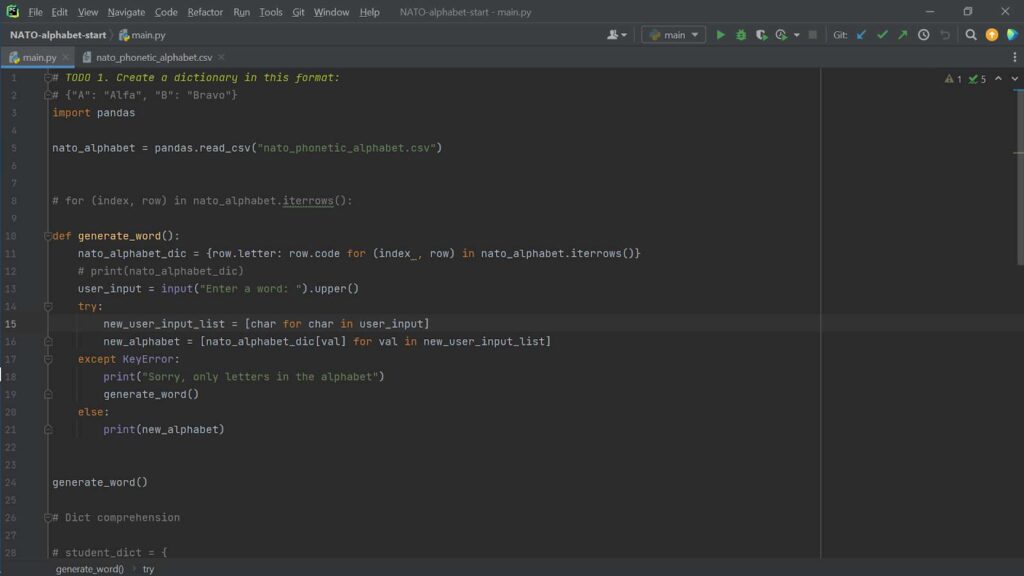 File Edit View Navigate Code Refactor Run Tools Git Window Help NATO-alphabet-start - main.py
NATO-alphabet-start main.py main Git:
main.py nato_phonetic_alphabet.csv
1 # TODO 1. Create a dictionary in this format: 1 5
2 # {"A": "Alfa", "B": "Bravo"}
3 import pandas
4
5 nato_alphabet = pandas.read_csv("nato_phonetic_alphabet.csv")
6
7
8 # for (index, row) in nato_alphabet.iterrows():
9
10 def generate_word():
11 nato_alphabet_dic = {row.letter: row.code for (index_, row) in nato_alphabet.iterrows()}
12 # print(nato_alphabet_dic)
13 user_input = input("Enter a word: ").upper()
14 try:
15 new_user_input_list = [char for char in user_input]
16 new_alphabet = [nato_alphabet_dic[val] for val in new_user_input_list]
17 except KeyError:
18 print("Sorry, only letters in the alphabet")
19 generate_word()
20 else:
21 print(new_alphabet)
22
23
24 generate_word()
25
26 # Dict comprehension
27
28 # student_dict = {
generate_word() › try